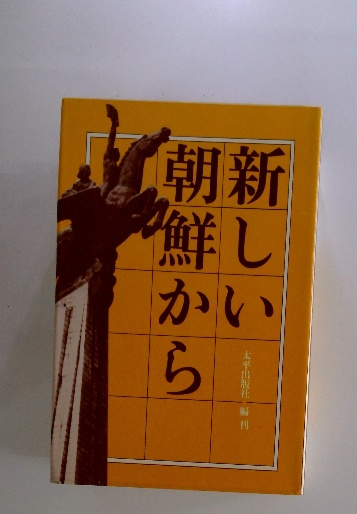 新しい
朝鮮から
太平出版社 編・刊